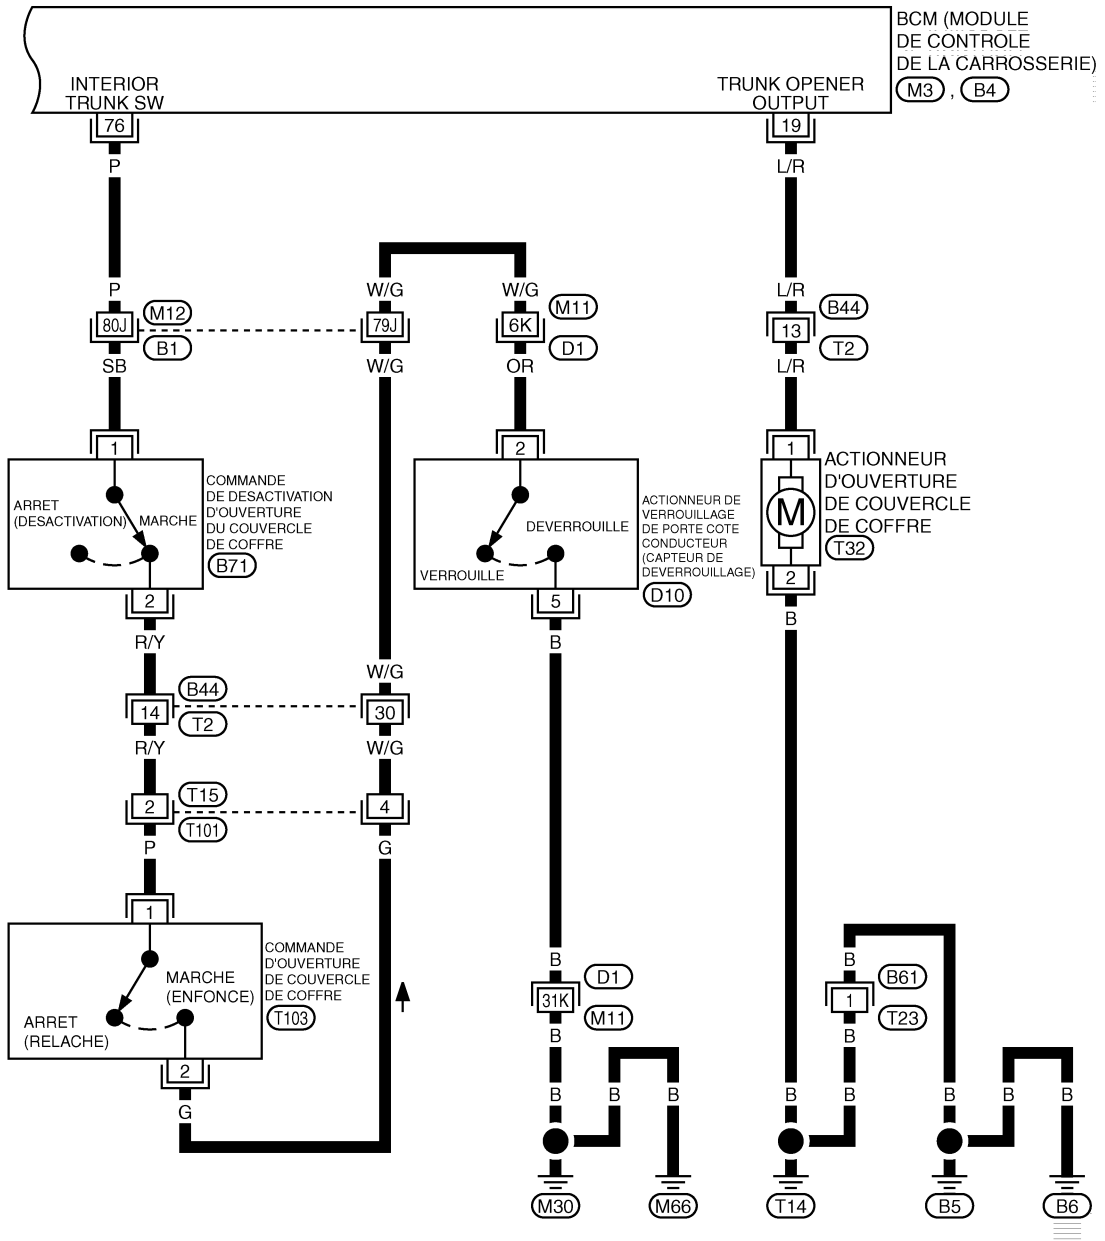 BCM (MODULE
DE CONTROLE
DE LA CARROSSERIE)
M3 , B4
INTERIOR
TRUNK SW
TRUNK OPENER
OUTPUT
76
19
P
L/R
P
W/G
W/G
L/R
M12
M11
B44
80J
79J
6K
13
B1
D1
T2
SB
W/G
OR
L/R
1
2
1
ARRET
(DESACTIVATION)
MARCHE
COMMANDE
DE DESACTIVATION
D'OUVERTURE
DU COUVERCLE
DE COFFRE
B71
DEVERROUILLE
VERROUILLE
ACTIONNEUR DE
VERROUILLAGE
DE PORTE COTE
CONDUCTEUR
(CAPTEUR DE
DEVERROUILLAGE)
D10
M
ACTIONNEUR
D'OUVERTURE
DE COUVERCLE
DE COFFRE
T32
2
5
2
R/Y
B
B
W/G
B44
14
30
T2
R/Y
W/G
T15
2
4
T101
P
G
1
MARCHE
(ENFONCE)
ARRET
(RELACHE)
COMMANDE
D'OUVERTURE
DE COUVERCLE
DE COFFRE
T103
2
G
B
B
D1
B61
31K
1
M11
T23
B
B
B
B
B
B
B
B
B
B
M30
M66
T14
B5
B6